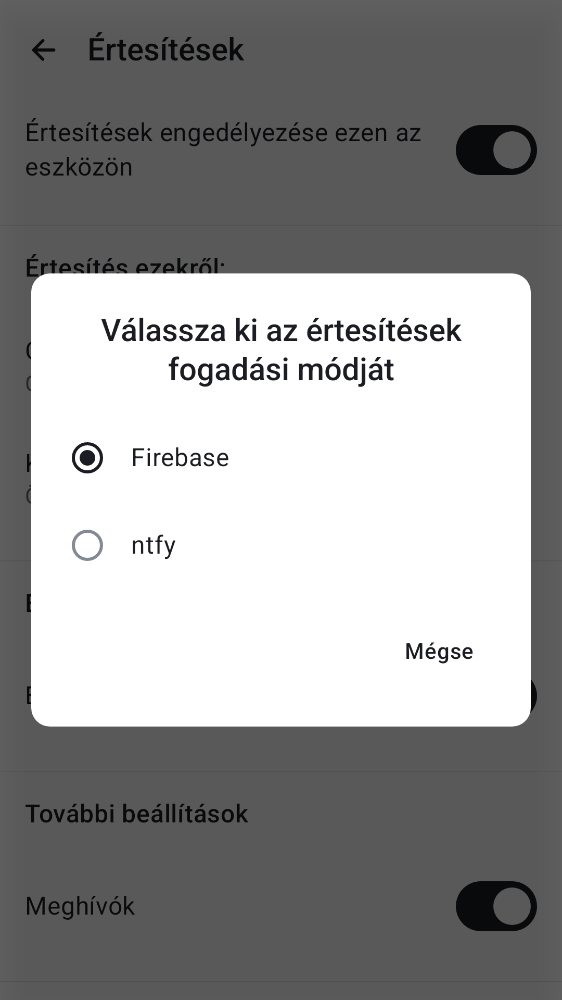 Értesítések
Értesítések engedélyezése ezen az
eszközön
Értesítés ezekről:
Válassza ki az értesítések
fogadási módját
Firebase
ntfy
Mégse
További beállítások
Meghívók